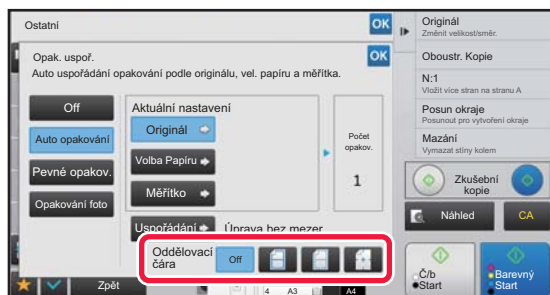 Ostatní
OK
Opak. uspoř.
OK
Auto uspořádání opakování podle originálu, vel. papíru a měřítka.
Off
Auto opakování
Pevné opakov.
Opakování foto
Aktuální nastavení
Originál
Volba Papíru
Měřítko
Uspořádání
Úprava bez mezer
Počet
opakov.
1
Oddělovací
čára
Off
Zpět
4
A3
A4
Originál
Změnit velikost/směr.
Oboustr. Kopie
N:1
Vložit více stran na stranu A
Posun okraje
Posunout pro vytvoření okraje
Mazání
Vymazat stíny kolem
Zkušební
kopie
Náhled
CA
Č/b
Start
Barevný
Start